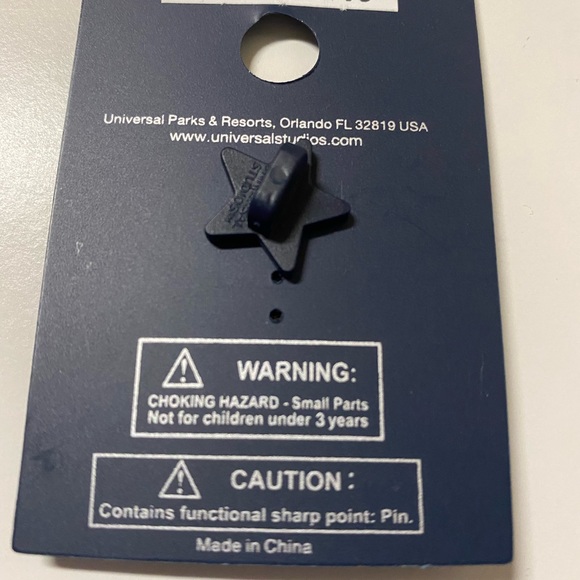 Universal Parks & Resorts, Orlando FL 32819 USA
www.universalstudios.com
WARNING:
CHOKING HAZARD - Small Parts
Not for children under 3 years
CAUTION:
Contains functional sharp point: Pin.
Made in China